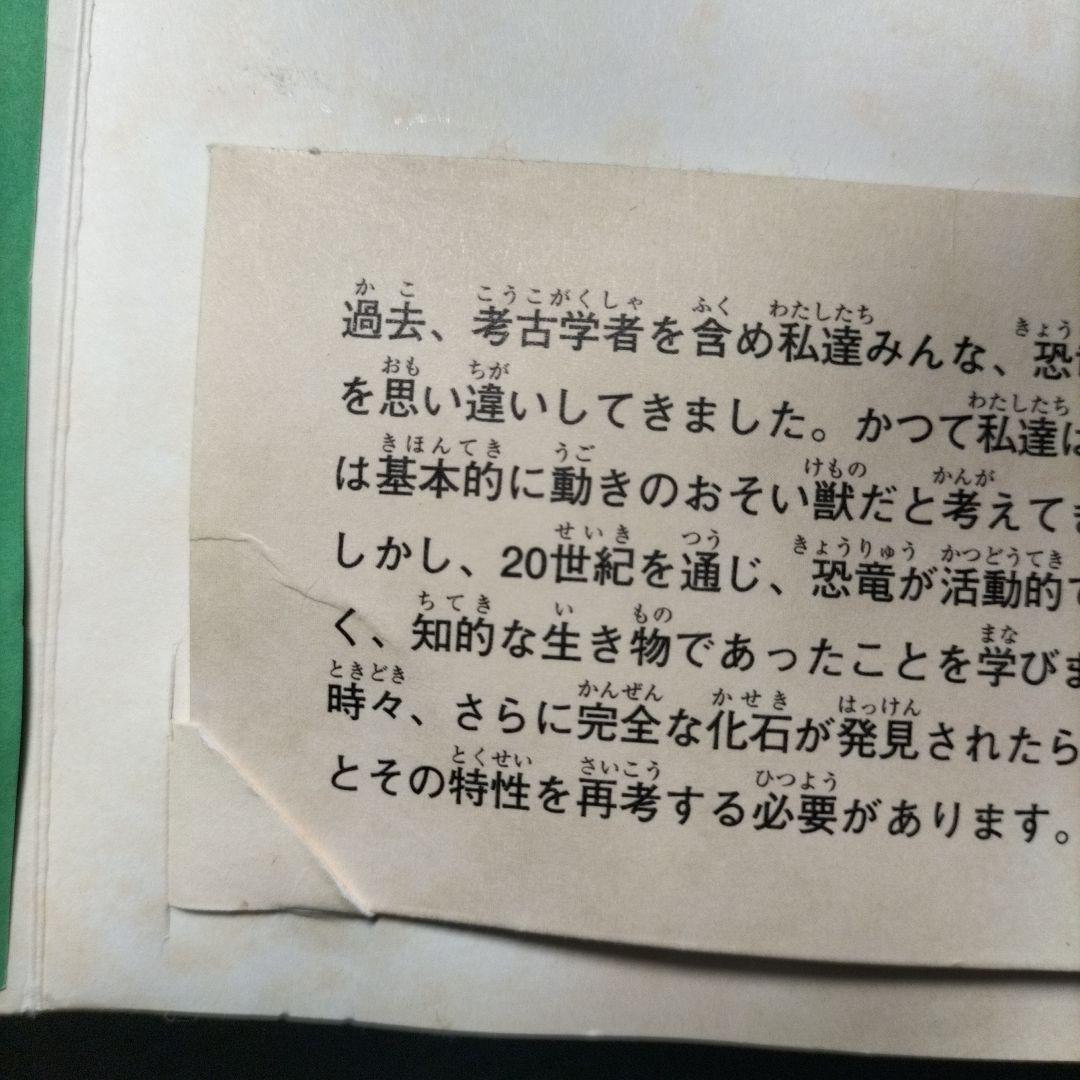 過去、考古学者を含め私達みんな、恐
を思い違いしてきました。かつて私達は
は基本的に動きのおそい獣だと考えてき
しかし、20世紀を通じ、恐竜が活動的で
く、知的な生き物であったことを学びま
時々、さらに完全な化石が発見されたら
とその特性を再考する必要があります。